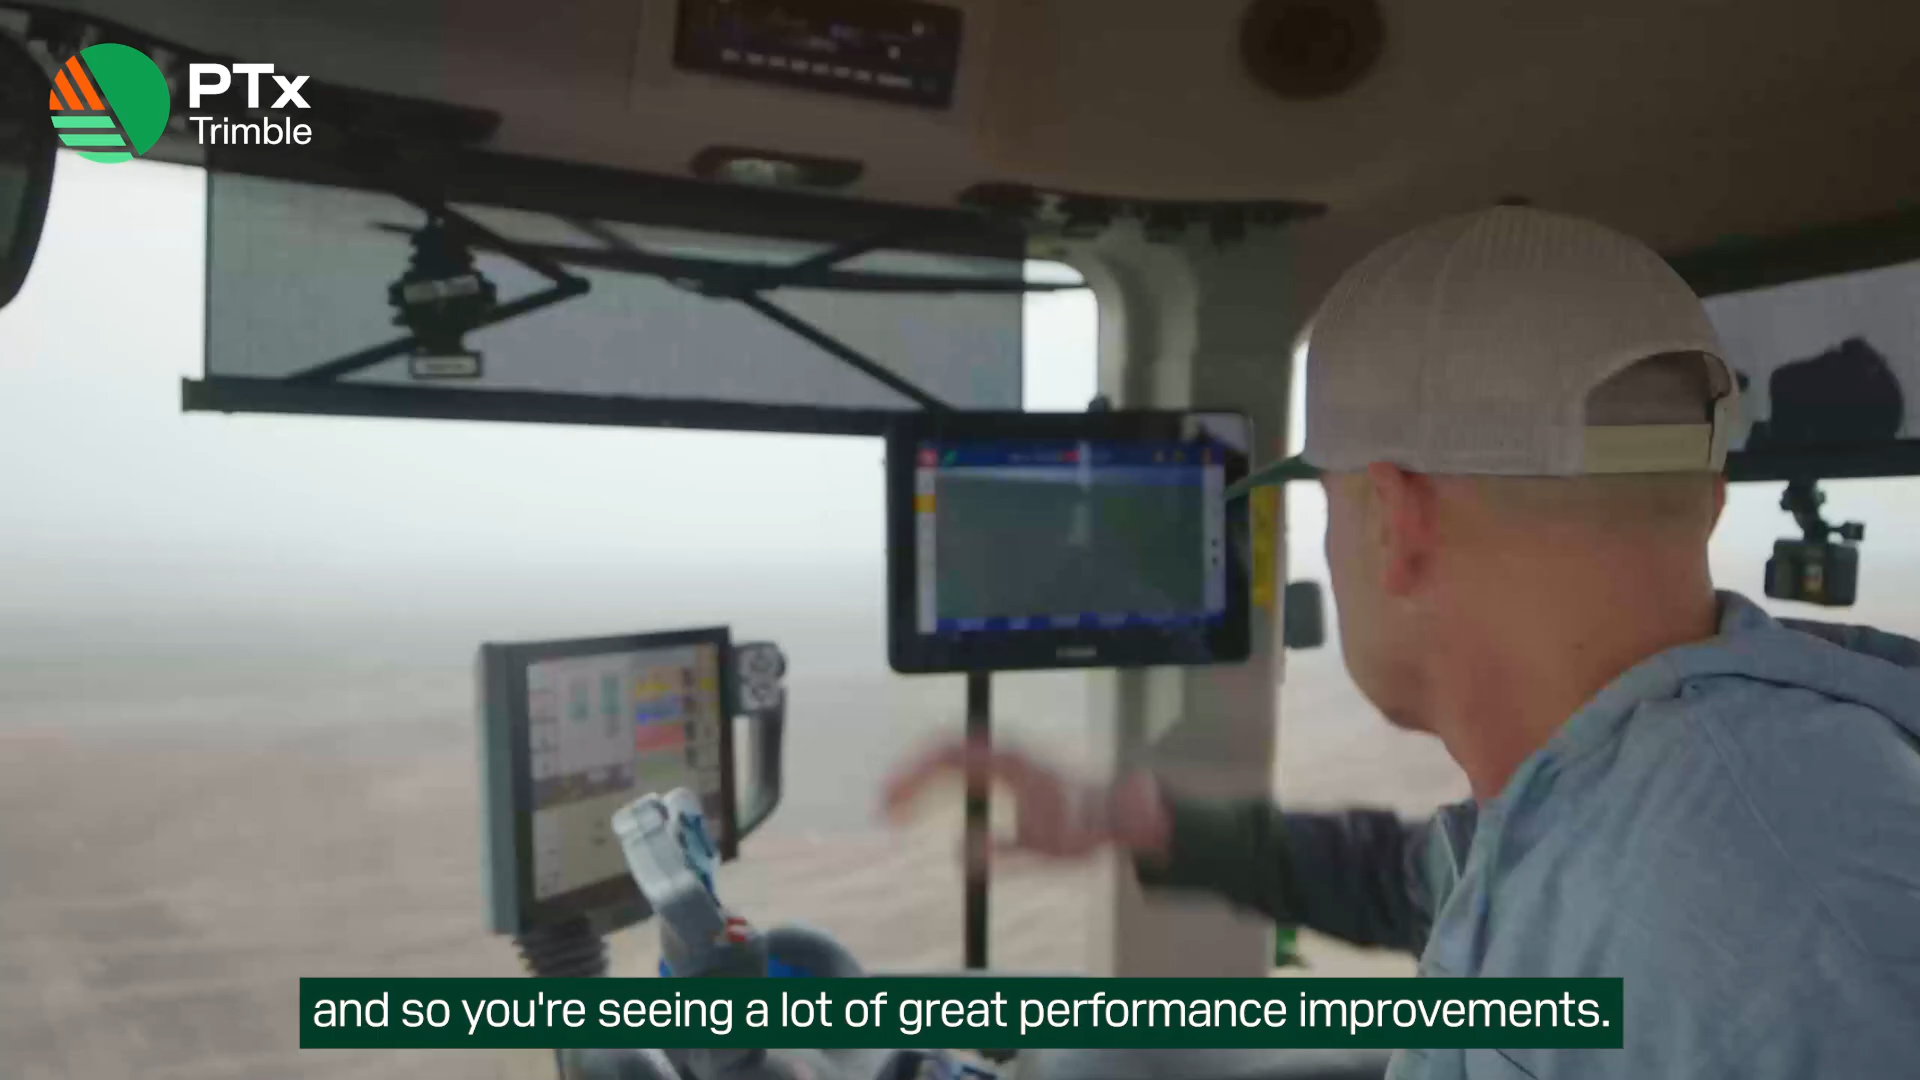 PTx
Trimble
and so you're seeing a lot of great performance improvements.